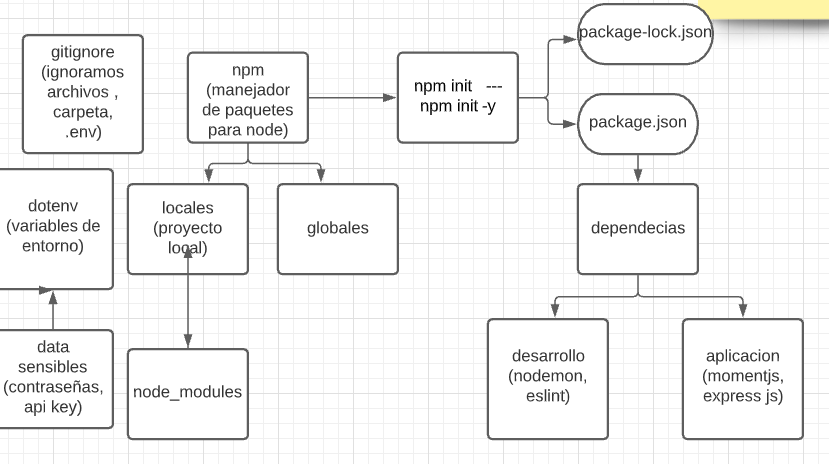 package-lock.json
gitignore
(ignoramos
archivos ,
carpeta,
.env)
npm
(manejador
de paquetes
para node)
npm init ---
npm init -y
package.json
dotenv
(variables de
entorno)
locales
(proyecto
local)
globales
dependecias
data
sensibles
(contraseñas,
api key)
node_modules
desarrollo
(nodemon,
eslint)
aplicacion
(momentjs,
express js)